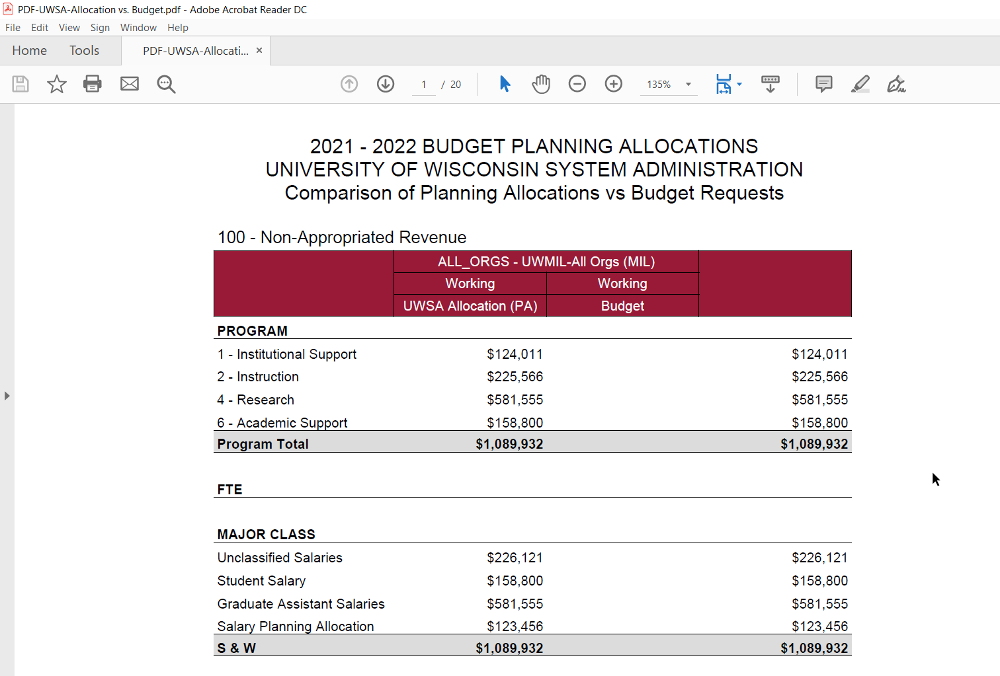 PDF-UWSA-Allocation vs. Budget.pdf - Adobe Acrobat Reader DC
File Edit View Sign Window Help
Home Tools PDF-UWSA-Allocati... ×
1 / 20 135%
2021 - 2022 BUDGET PLANNING ALLOCATIONS
UNIVERSITY OF WISCONSIN SYSTEM ADMINISTRATION
Comparison of Planning Allocations vs Budget Requests
100 - Non-Appropriated Revenue
ALL_ORGS - UWMIL-All Orgs (MIL)
Working Working
UWSA Allocation (PA) Budget
PROGRAM
1 - Institutional Support $124,011 $124,011
2 - Instruction $225,566 $225,566
4 - Research $581,555 $581,555
6 - Academic Support $158,800 $158,800
Program Total $1,089,932 $1,089,932
FTE
MAJOR CLASS
Unclassified Salaries $226,121 $226,121
Student Salary $158,800 $158,800
Graduate Assistant Salaries $581,555 $581,555
Salary Planning Allocation $123,456 $123,456
S & W $1,089,932 $1,089,932